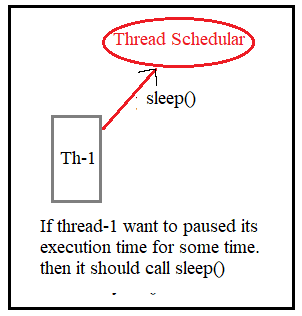 Thread Schedular
sleep()
Th-1
If thread-1 want to paused its
execution time for some time.
then it should call sleep()